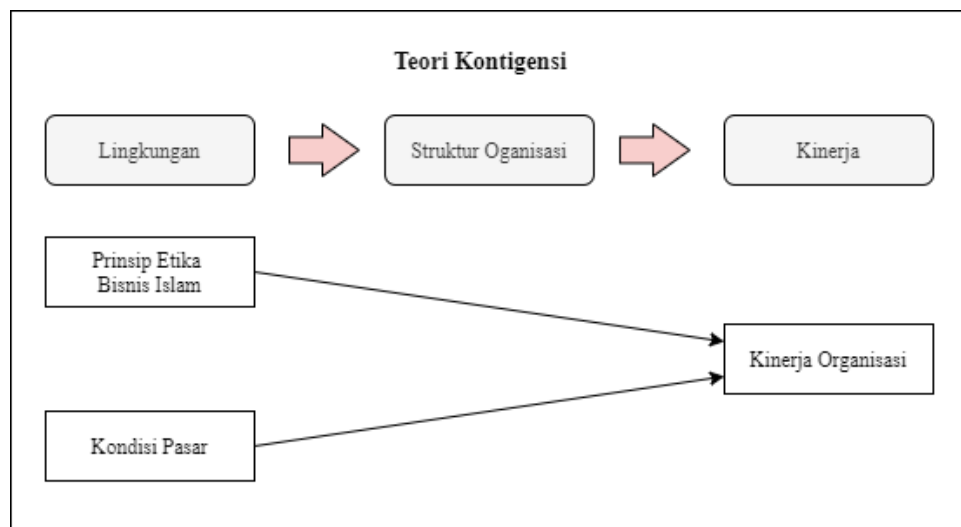 Teori Kontigensi
Lingkungan
Struktur Oganisasi
Kinerja
Prinsip Etika
Bisnis Islam
Kinerja Organisasi
Kondisi Pasar